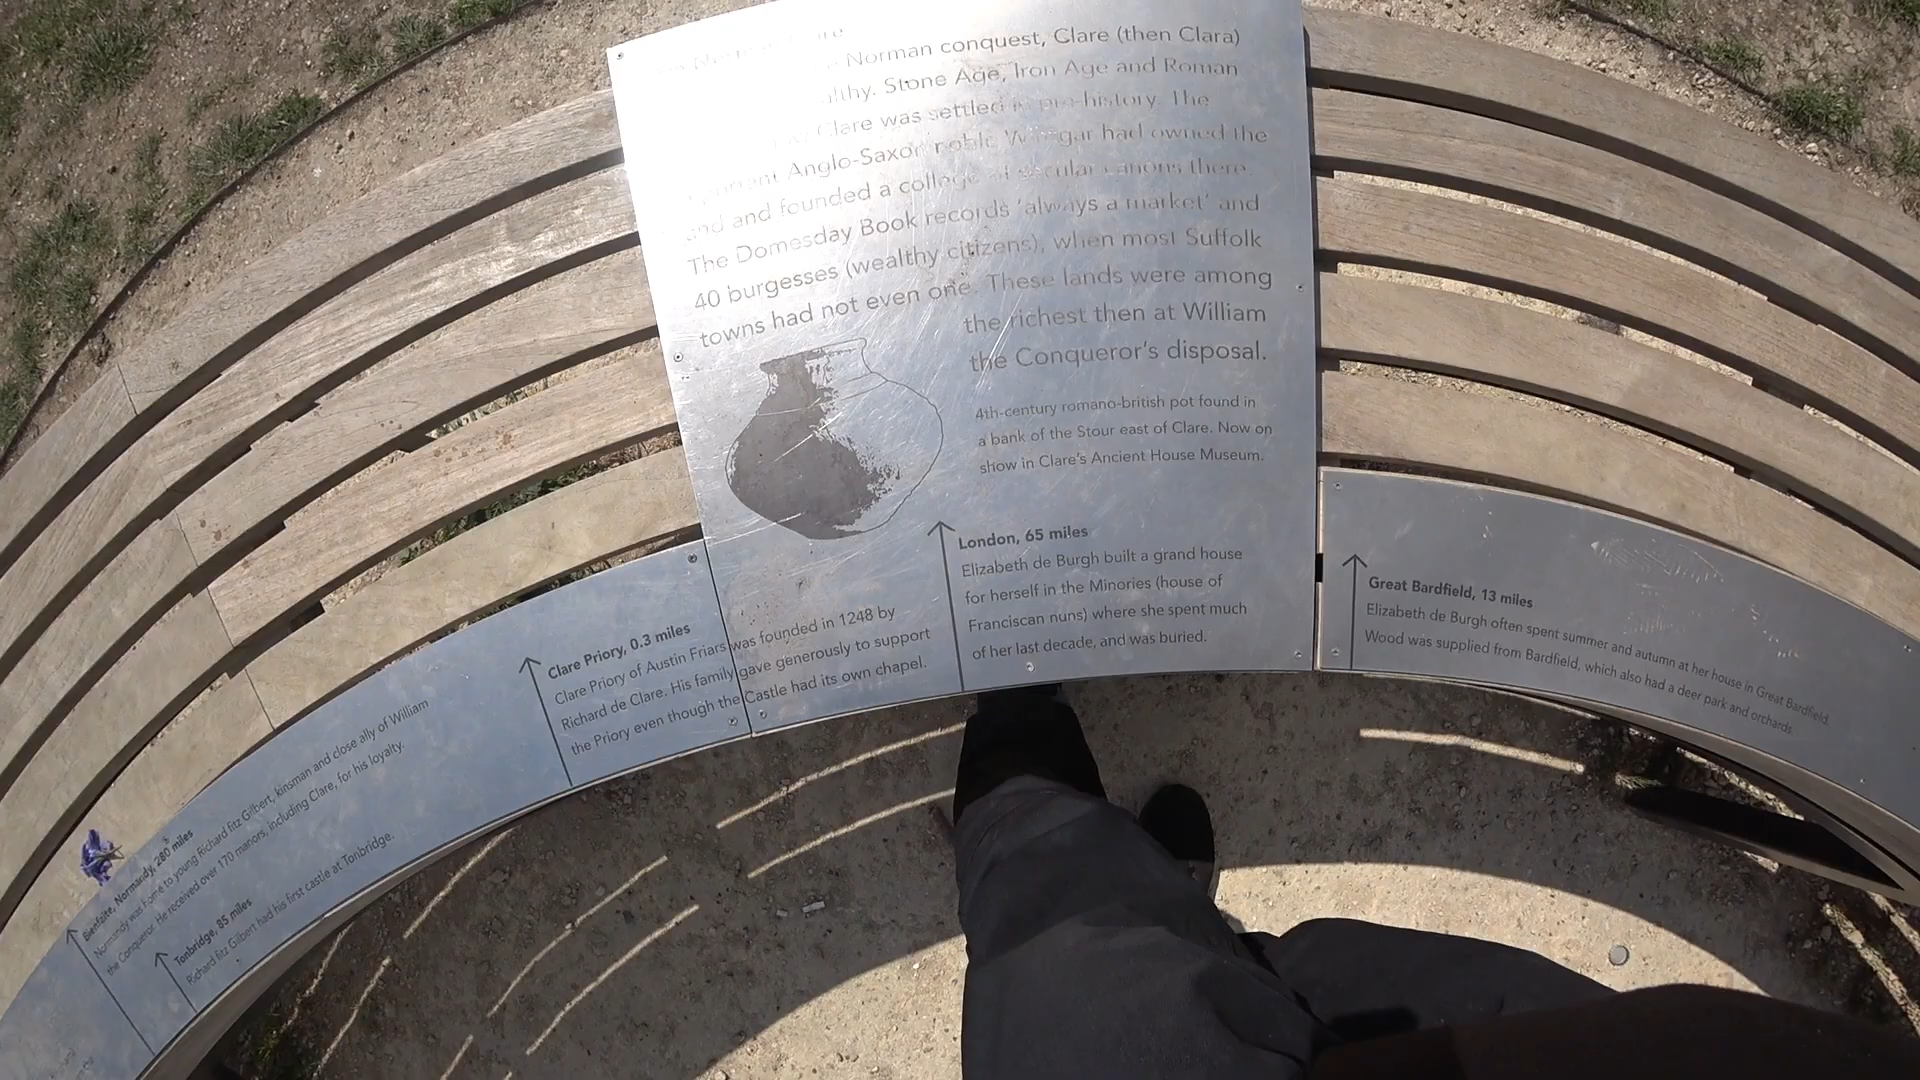 Norman conquest, Clare (then Clara)
Stone Age, Iron Age and Roman
Clare was settled in pre-history. The
Anglo-Saxon noble Wihtgar had owned the
and founded a college of secular canons there.
The Domesday Book records ‘always a market’ and
40 burgesses (wealthy citizens), when most Suffolk
towns had not even one. These lands were among
the richest then at William
the Conqueror’s disposal.
4th-century romano-british pot found in
a bank of the Stour east of Clare. Now on
show in Clare’s Ancient House Museum.
Bienfaite, Normandy, 280 miles
Normandy was home to young Richard fitz Gilbert, kinsman and close ally of William
the Conqueror. He received over 170 manors, including Clare, for his loyalty.
Tonbridge, 85 miles
Richard fitz Gilbert had his first castle at Tonbridge.
Clare Priory, 0.3 miles
Clare Priory of Austin Friars was founded in 1248 by
Richard de Clare. His family gave generously to support
the Priory even though the Castle had its own chapel.
London, 65 miles
Elizabeth de Burgh built a grand house
for herself in the Minories (house of
Franciscan nuns) where she spent much
of her last decade, and was buried.
Great Bardfield, 13 miles
Elizabeth de Burgh often spent summer and autumn at her house in Great Bardfield.
Wood was supplied from Bardfield, which also had a deer park and orchards